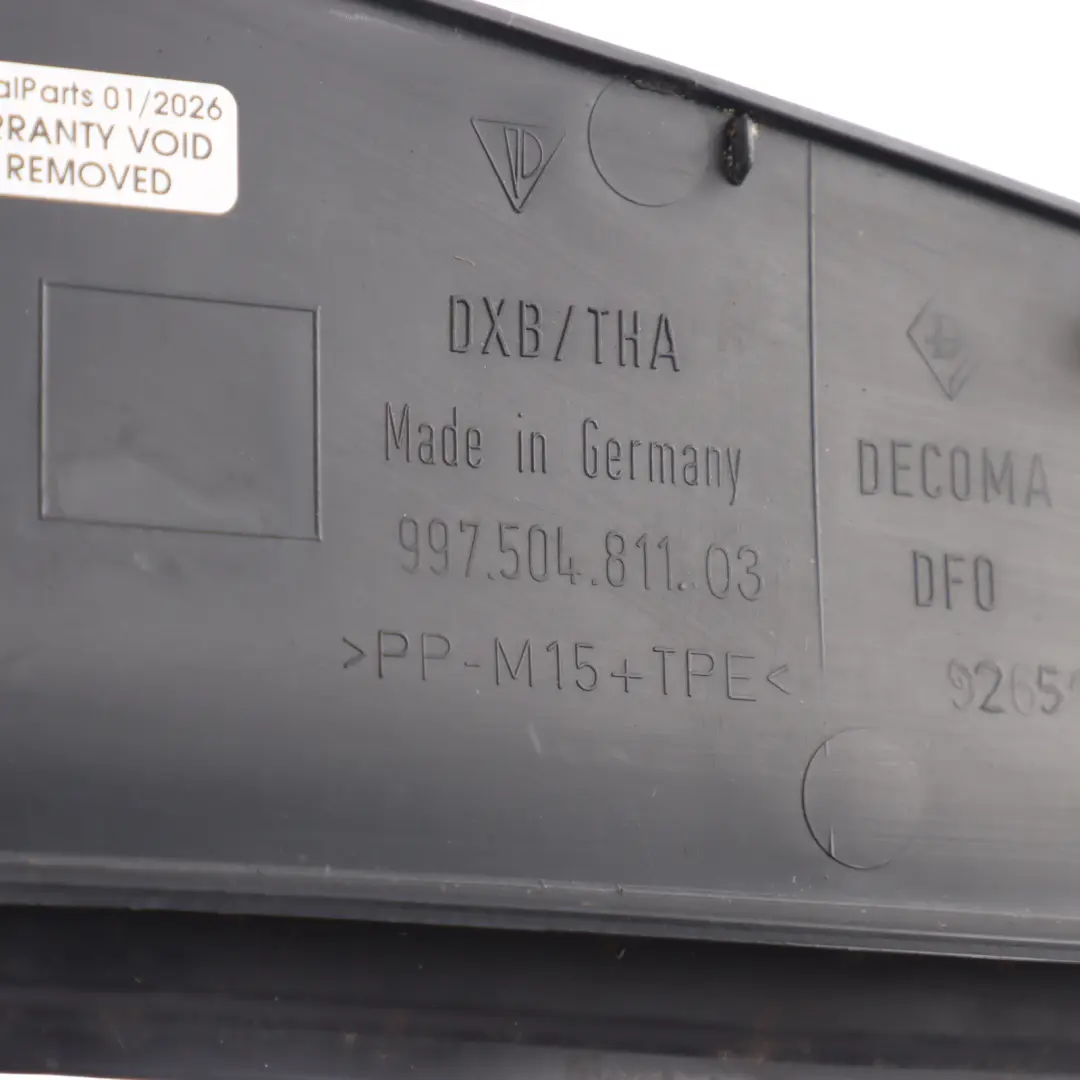 alParts 01/2026
RRANTY VOID
REMOVED
DXB/THA
Made in Germany
997.504.811.03
>PP-M15+TPE<
DECOMA
DFO
9265